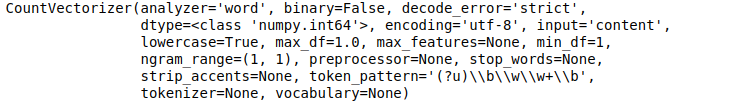 CountVectorizer(analyzer='word', binary=False, decode_error='strict',
dtype=<class 'numpy.int64'>, encoding='utf-8', input='content',
lowercase=True, max_df=1.0, max_features=None, min_df=1,
ngram_range=(1, 1), preprocessor=None, stop_words=None,
strip_accents=None, token_pattern='(?u)\\b\\w\\w+\\b',
tokenizer=None, vocabulary=None)